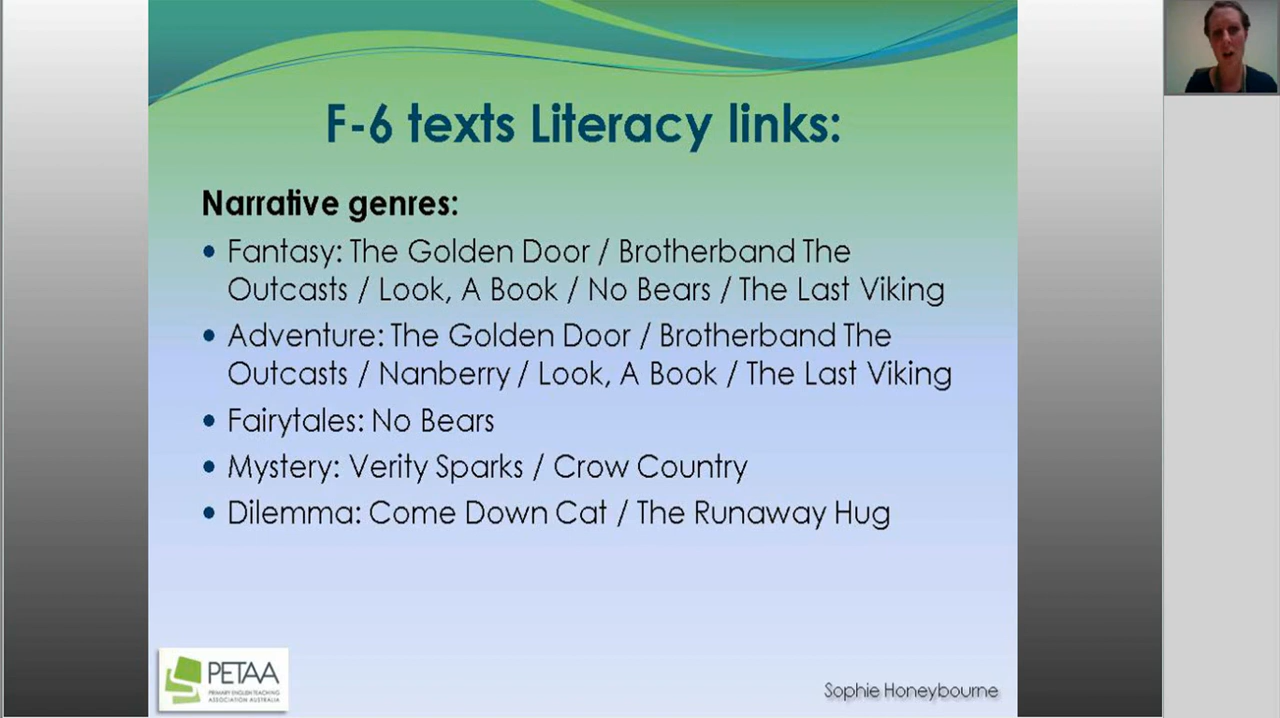 F-6 texts Literacy links:
Narrative genres:
• Fantasy: The Golden Door / Brotherband The
Outcasts / Look, A Book / No Bears / The Last Viking
• Adventure: The Golden Door / Brotherband The
Outcasts / Nanberry / Look, A Book / The Last Viking
• Fairytales: No Bears
• Mystery: Verity Sparks / Crow Country
• Dilemma: Come Down Cat / The Runaway Hug
PETAA
PRIMARY ENGLISH TEACHING
ASSOCIATION AUSTRALIA
Sophie Honeybourne